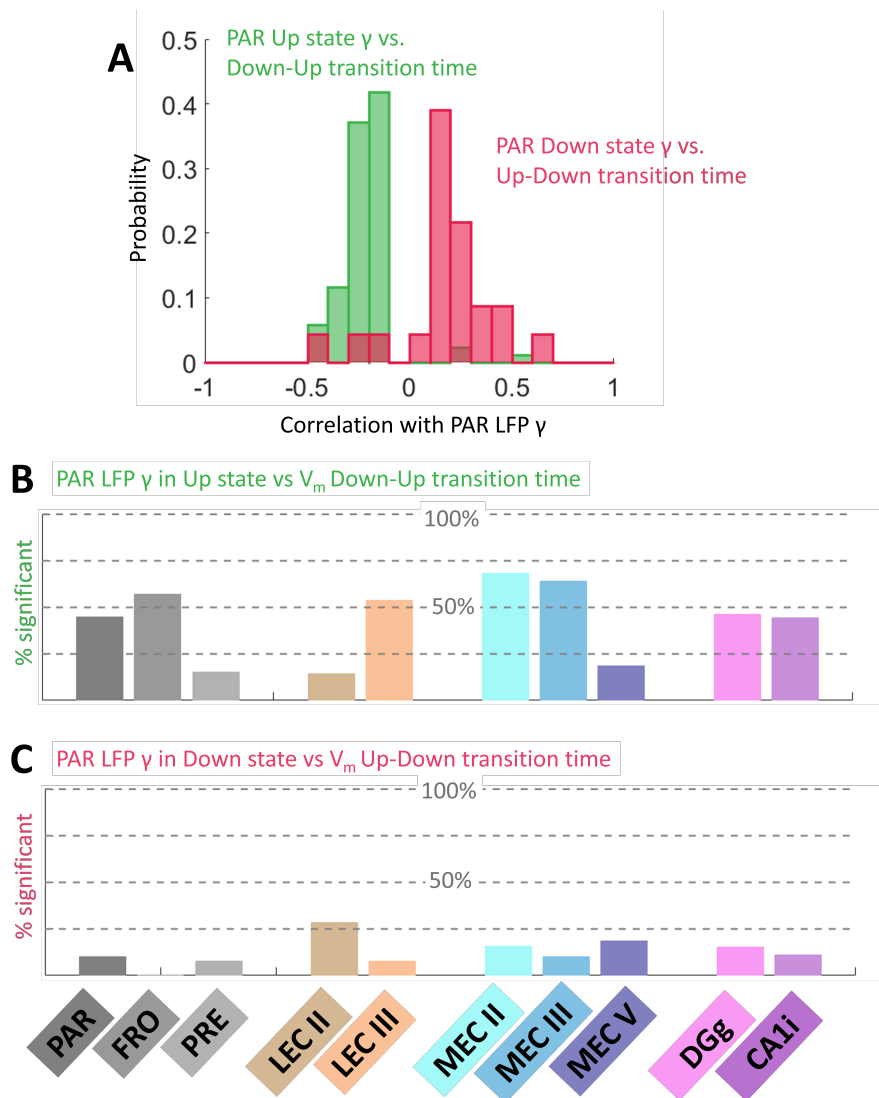 A
PAR Up state γ vs.
Down-Up transition time
PAR Down state γ vs.
Up-Down transition time
Probability
0.5
0.4
0.3
0.2
0.1
0
-1
-0.5
0
0.5
1
Correlation with PAR LFP γ
B
PAR LFP γ in Up state vs Vm Down-Up transition time
% significant
100%
50%
C
PAR LFP γ in Down state vs Vm Up-Down transition time
% significant
100%
50%
PAR
FRO
PRE
LEC II
LEC III
MEC II
MEC III
MEC V
DGg
CA1i